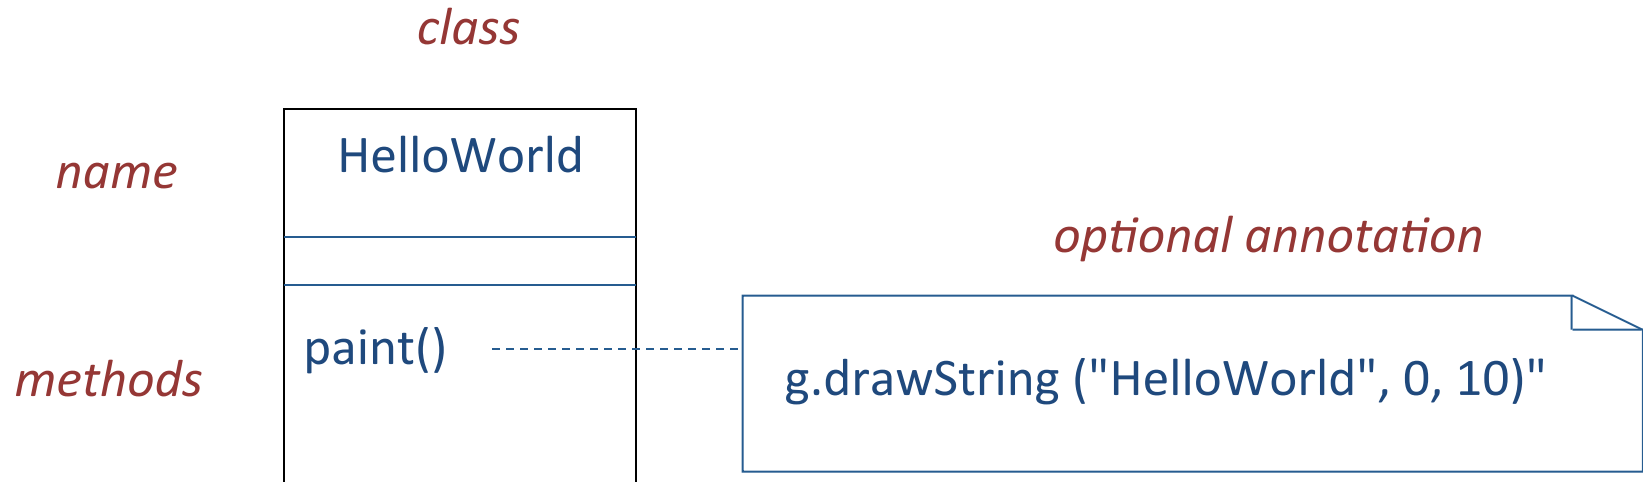 class
HelloWorld
name
optional annotation
paint()
methods
g.drawString ("HelloWorld", 0, 10)"